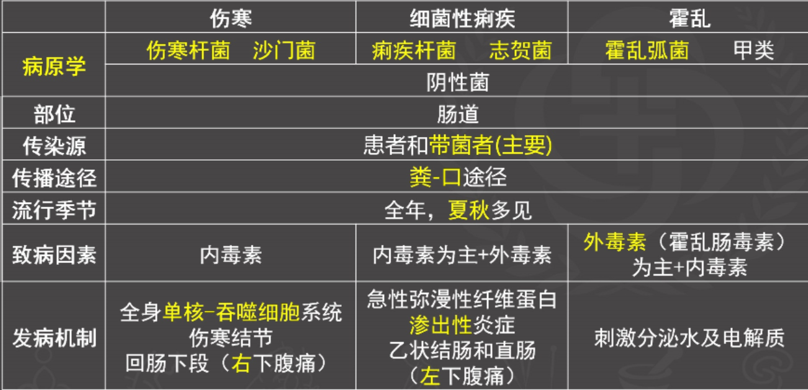 伤寒 细菌性痢疾 霍乱
病原学 伤寒杆菌 沙门菌 痢疾杆菌 志贺菌 霍乱弧菌 甲类
阴性菌
部位 肠道
传染源 患者和带菌者(主要)
传播途径 粪-口途径
流行季节 全年，夏秋多见
致病因素 内毒素 内毒素为主+外毒素 外毒素（霍乱肠毒素）
为主+内毒素
发病机制 全身单核-吞噬细胞系统
伤寒结节
回肠下段（右下腹痛）
急性弥漫性纤维蛋白
渗出性炎症
乙状结肠和直肠
（左下腹痛）
刺激分泌水及电解质